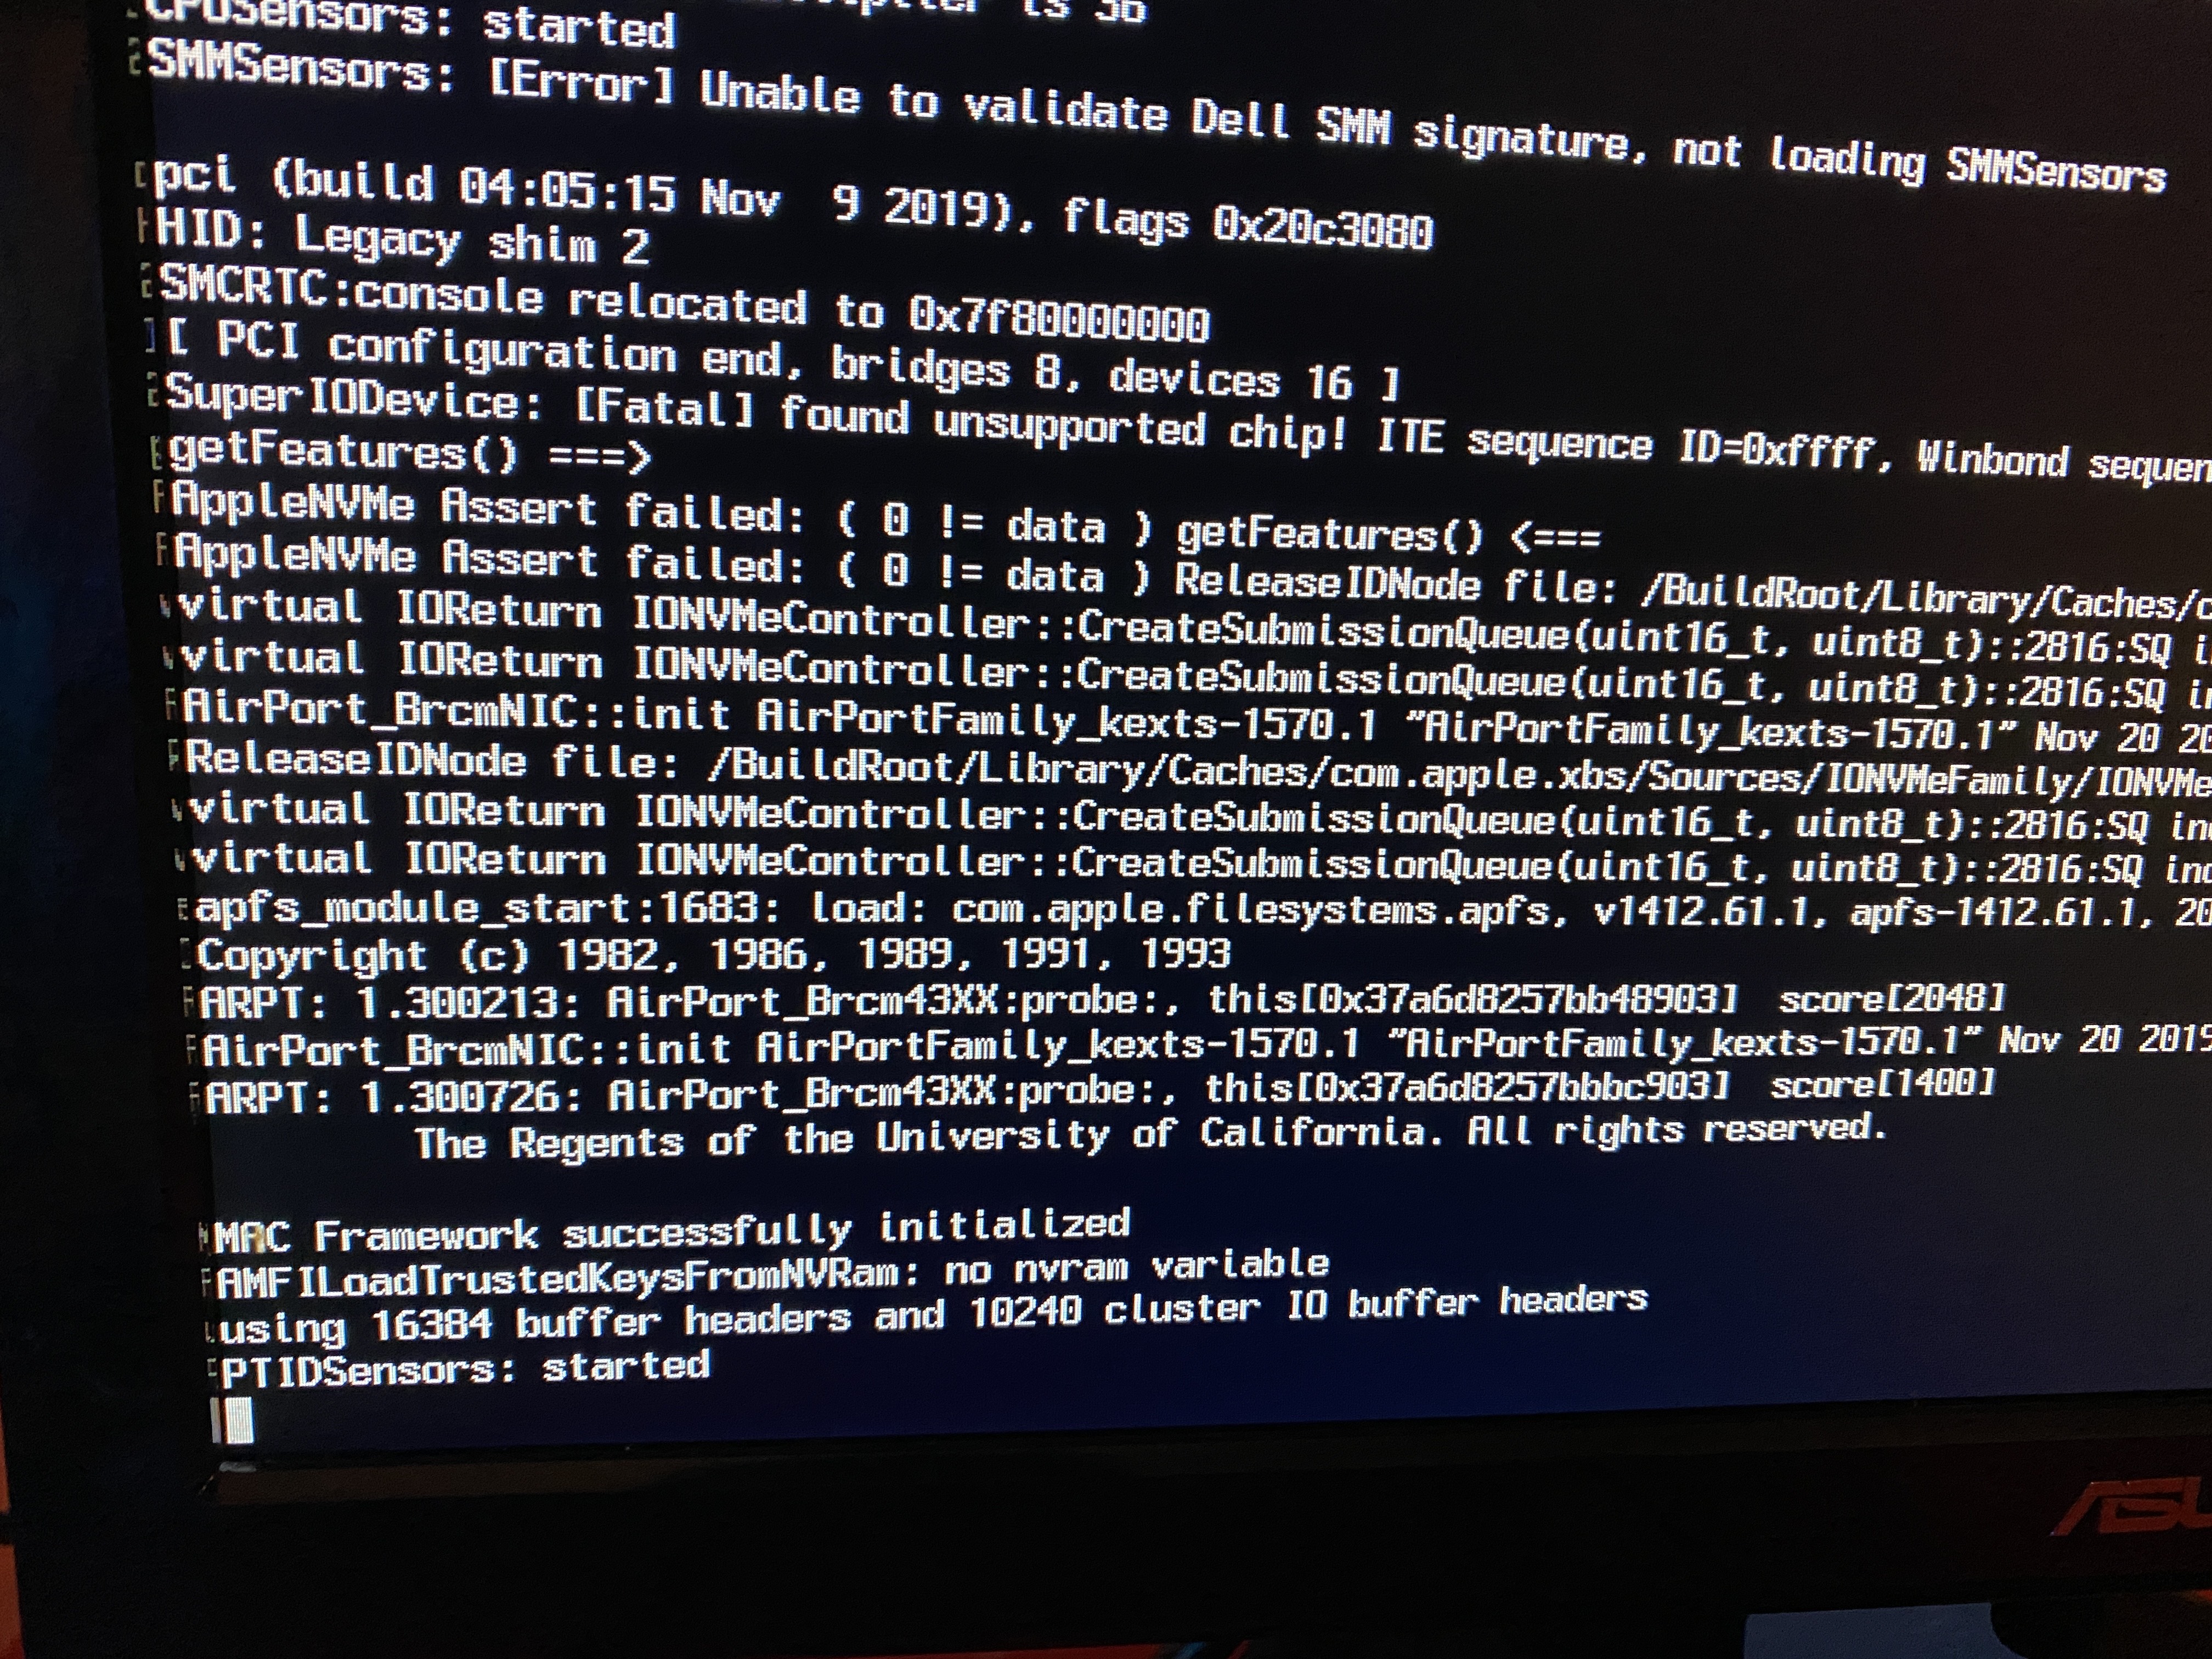 CPUSensors: started
SMMSensors: [Error] Unable to validate Dell SMM signature, not loading SMMSensors
pci (build 04:05:15 Nov  9 2019), flags 0x20c3080
HID: Legacy shim 2
SMCRTC:console relocated to 0x7f80000000
[ PCI configuration end, bridges 8, devices 16 ]
SuperIODevice: [Fatal] found unsupported chip! ITE sequence ID=0xffff, Winbond sequen
getFeatures() ===>
AppleNVMe Assert failed: ( 0 != data ) getFeatures() <===
AppleNVMe Assert failed: ( 0 != data ) ReleaseIDNode file: /BuildRoot/Library/Caches/c
virtual IOReturn IONVMeController::CreateSubmissionQueue(uint16_t, uint8_t)::2816:SQ i
virtual IOReturn IONVMeController::CreateSubmissionQueue(uint16_t, uint8_t)::2816:SQ i
AirPort_BrcmNIC::init AirPortFamily_kexts-1570.1 "AirPortFamily_kexts-1570.1" Nov 20 20
ReleaseIDNode file: /BuildRoot/Library/Caches/com.apple.xbs/Sources/IONVMeFamily/IONVMe
virtual IOReturn IONVMeController::CreateSubmissionQueue(uint16_t, uint8_t)::2816:SQ in
virtual IOReturn IONVMeController::CreateSubmissionQueue(uint16_t, uint8_t)::2816:SQ ind
apfs_module_start:1683: load: com.apple.filesystems.apfs, v1412.61.1, apfs-1412.61.1, 20
Copyright (c) 1982, 1986, 1989, 1991, 1993
ARPT: 1.300213: AirPort_Brcm43XX:probe:, this[0x37a6d8257bb48903]  score[2048]
AirPort_BrcmNIC::init AirPortFamily_kexts-1570.1 "AirPortFamily_kexts-1570.1" Nov 20 2019
ARPT: 1.300726: AirPort_Brcm43XX:probe:, this[0x37a6d8257bbbc903]  score[1400]
The Regents of the University of California. All rights reserved.
MAC Framework successfully initialized
AMFILoadTrustedKeysFromNVRam: no nvram variable
using 16384 buffer headers and 10240 cluster IO buffer headers
PTIDSensors: started